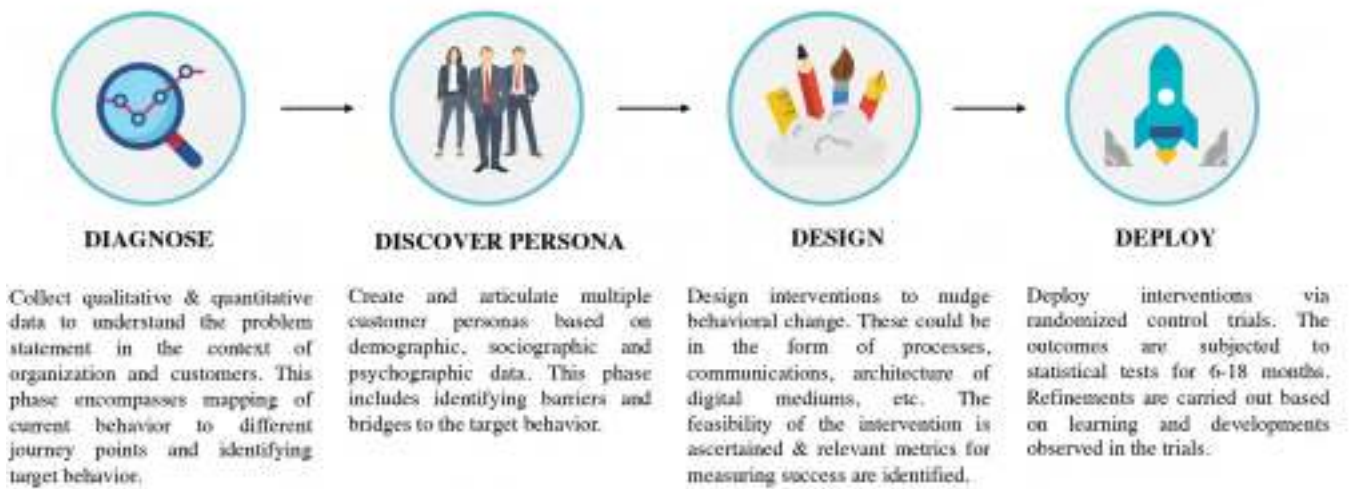 DIAGNOSE
Collect qualitative & quantitative
data to understand the problem
statement in the context of
organization and customers. This
phase encompasses mapping of
current behavior to different
journey points and identifying
target behavior.
DISCOVER PERSONA
Create and articulate multiple
customer personas based on
demographic, sociographic and
psychographic data. This phase
includes identifying barriers and
bridges to the target behavior.
DESIGN
Design interventions to nudge
behavioral change. These could be
in the form of processes,
communications, architecture of
digital mediums, etc. The
feasibility of the intervention is
ascertained & relevant metrics for
measuring success are identified.
DEPLOY
Deploy interventions via
randomized control trials. The
outcomes are subjected to
statistical tests for 6-18 months.
Refinements are carried out based
on learning and developments
observed in the trials.